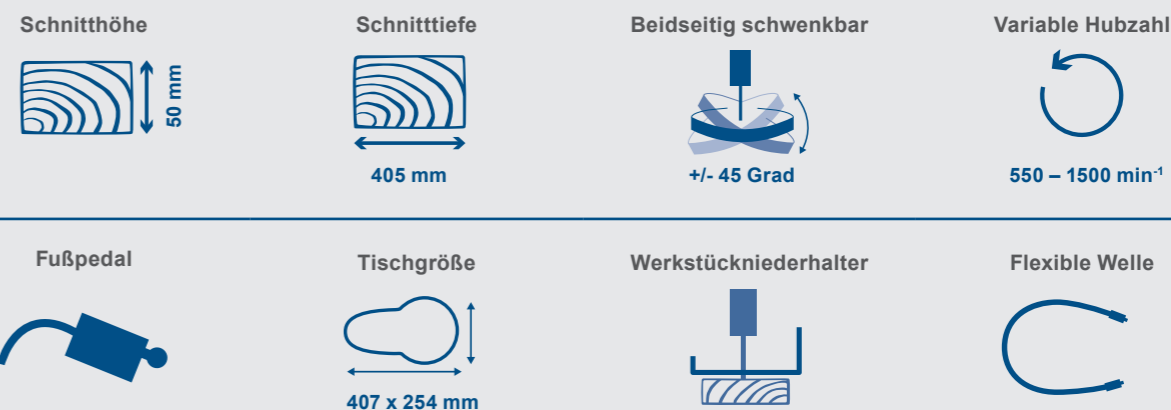 Schnitthöhe
Schnitttiefe
Beidseitig schwenkbar
Variable Hubzahl
50 mm
405 mm
+/- 45 Grad
550 – 1500 min⁻¹
Fußpedal
Tischgröße
Werkstückniederhalter
Flexible Welle
407 x 254 mm